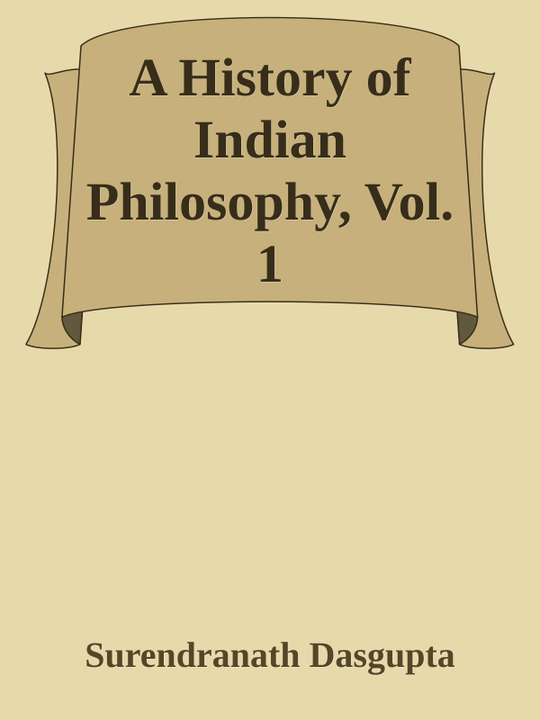 A History of
Indian
Philosophy, Vol.
1
Surendranath Dasgupta